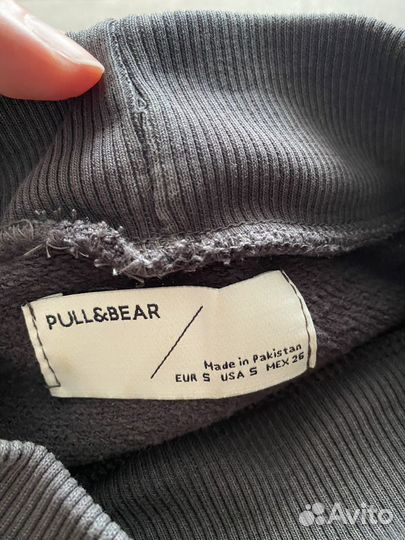 PULL&BEAR
Made in Pakistan
EUR S USA S MEX 26
Avito